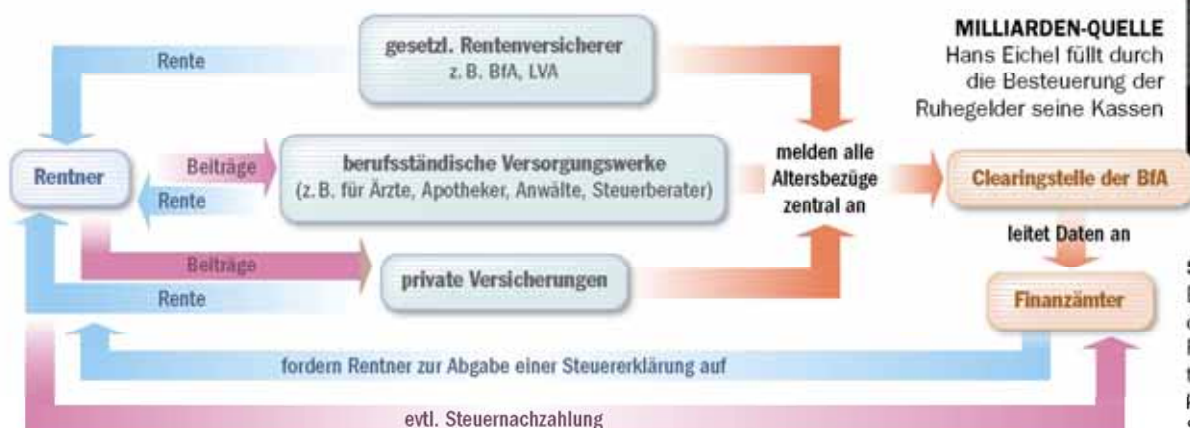 MILLIARDEN-QUELLE
Hans Eichel füllt durch
die Besteuerung der
Ruhegelder seine Kassen
gesetzl. Rentenversicherer
z. B. BfA, LVA
Rente
Rentner
Beiträge
Rente
berufsständische Versorgungswerke
(z. B. für Ärzte, Apotheker, Anwälte, Steuerberater)
melden alle
Altersbezüge
zentral an
Clearingstelle der BfA
leitet Daten an
Beiträge
Rente
private Versicherungen
Finanzämter
fordern Rentner zur Abgabe einer Steuererklärung auf
evtl. Steuernachzahlung